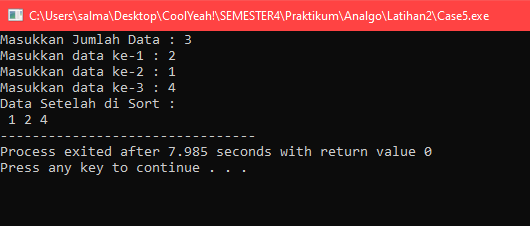 C:\Users\salma\Desktop\CoolYeah!\SEMESTER4\Praktikum\Analgo\Latihan2\Case5.exe
Masukkan Jumlah Data : 3
Masukkan data ke-1 : 2
Masukkan data ke-2 : 1
Masukkan data ke-3 : 4
Data Setelah di Sort :
 1 2 4
--------------------------------
Process exited after 7.985 seconds with return value 0
Press any key to continue . . .